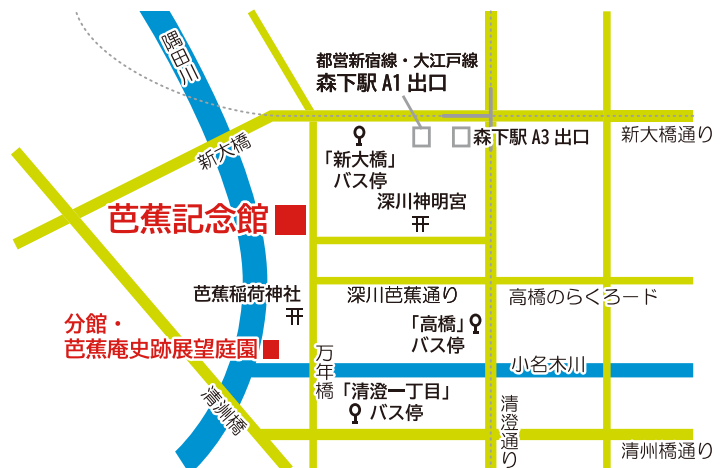 隅田川
都営新宿線・大江戸線
森下駅 A1 出口
新大橋
「新大橋」
バス停
森下駅 A3 出口
新大橋通り
深川神明宮
芭蕉記念館
芭蕉稲荷神社
深川芭蕉通り
高橋のらくろード
分館・
芭蕉庵史跡展望庭園
「高橋」
バス停
万年橋
小名木川
清洲橋
「清澄一丁目」
バス停
清澄通り
清州橋通り